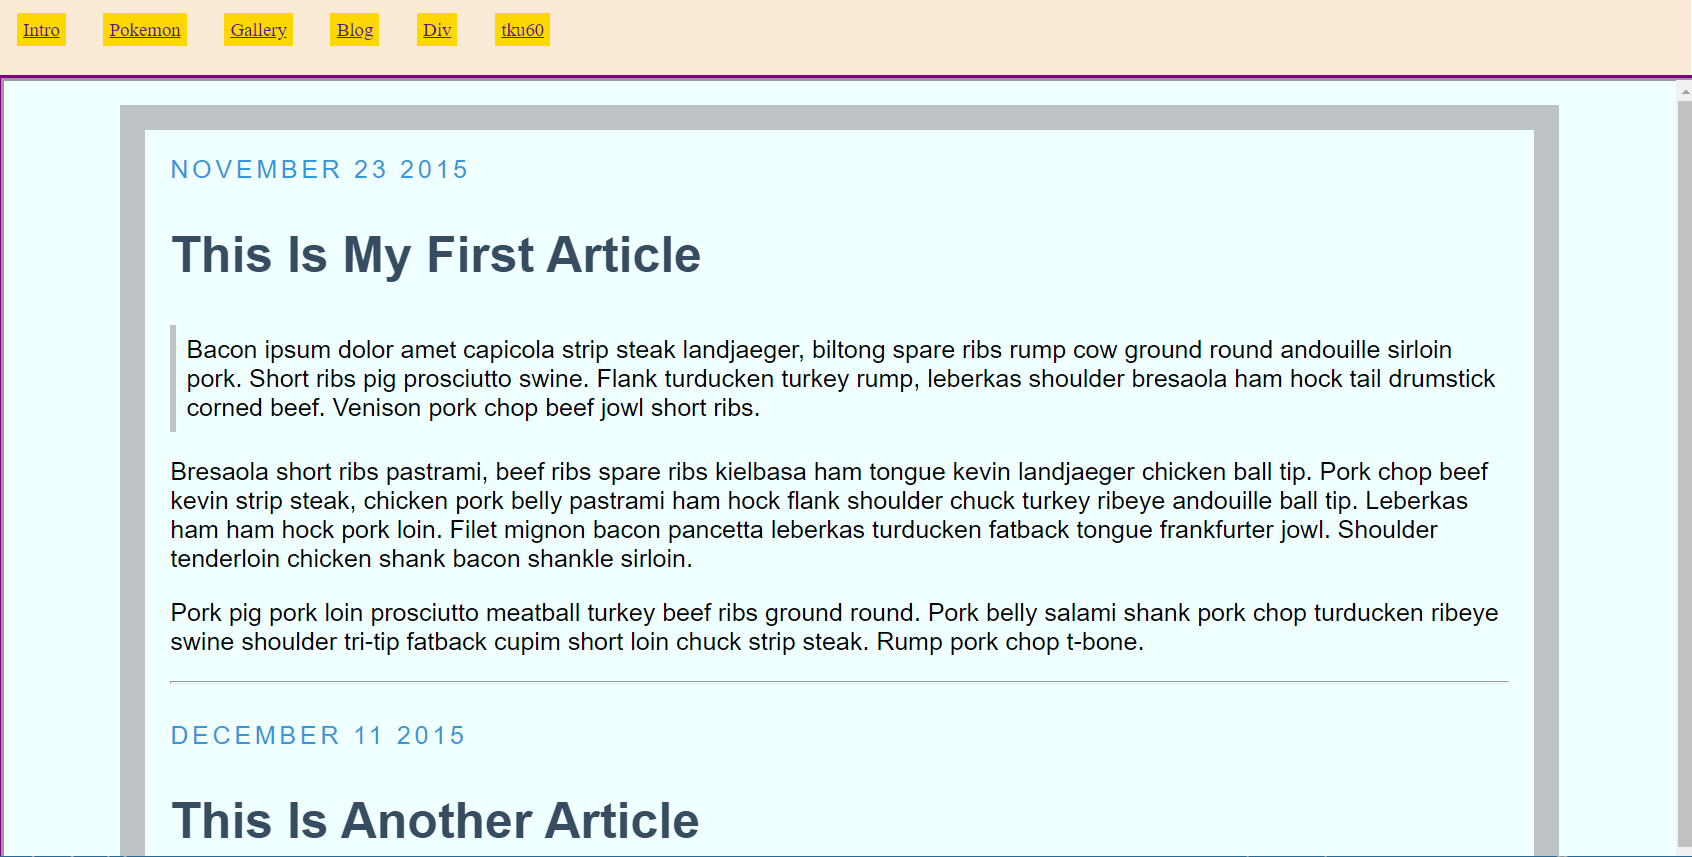 Intro Pokemon Gallery Blog Div tku60
NOVEMBER 23 2015
This Is My First Article
Bacon ipsum dolor amet capicola strip steak landjaeger, biltong spare ribs rump cow ground round andouille sirloin
pork. Short ribs pig prosciutto swine. Flank turducken turkey rump, leberkas shoulder bresaola ham hock tail drumstick
corned beef. Venison pork chop beef jowl short ribs.
Bresaola short ribs pastrami, beef ribs spare ribs kielbasa ham tongue kevin landjaeger chicken ball tip. Pork chop beef
kevin strip steak, chicken pork belly pastrami ham hock flank shoulder chuck turkey ribeye andouille ball tip. Leberkas
ham ham hock pork loin. Filet mignon bacon pancetta leberkas turducken fatback tongue frankfurter jowl. Shoulder
tenderloin chicken shank bacon shankle sirloin.
Pork pig pork loin prosciutto meatball turkey beef ribs ground round. Pork belly salami shank pork chop turducken ribeye
swine shoulder tri-tip fatback cupim short loin chuck strip steak. Rump pork chop t-bone.
DECEMBER 11 2015
This Is Another Article